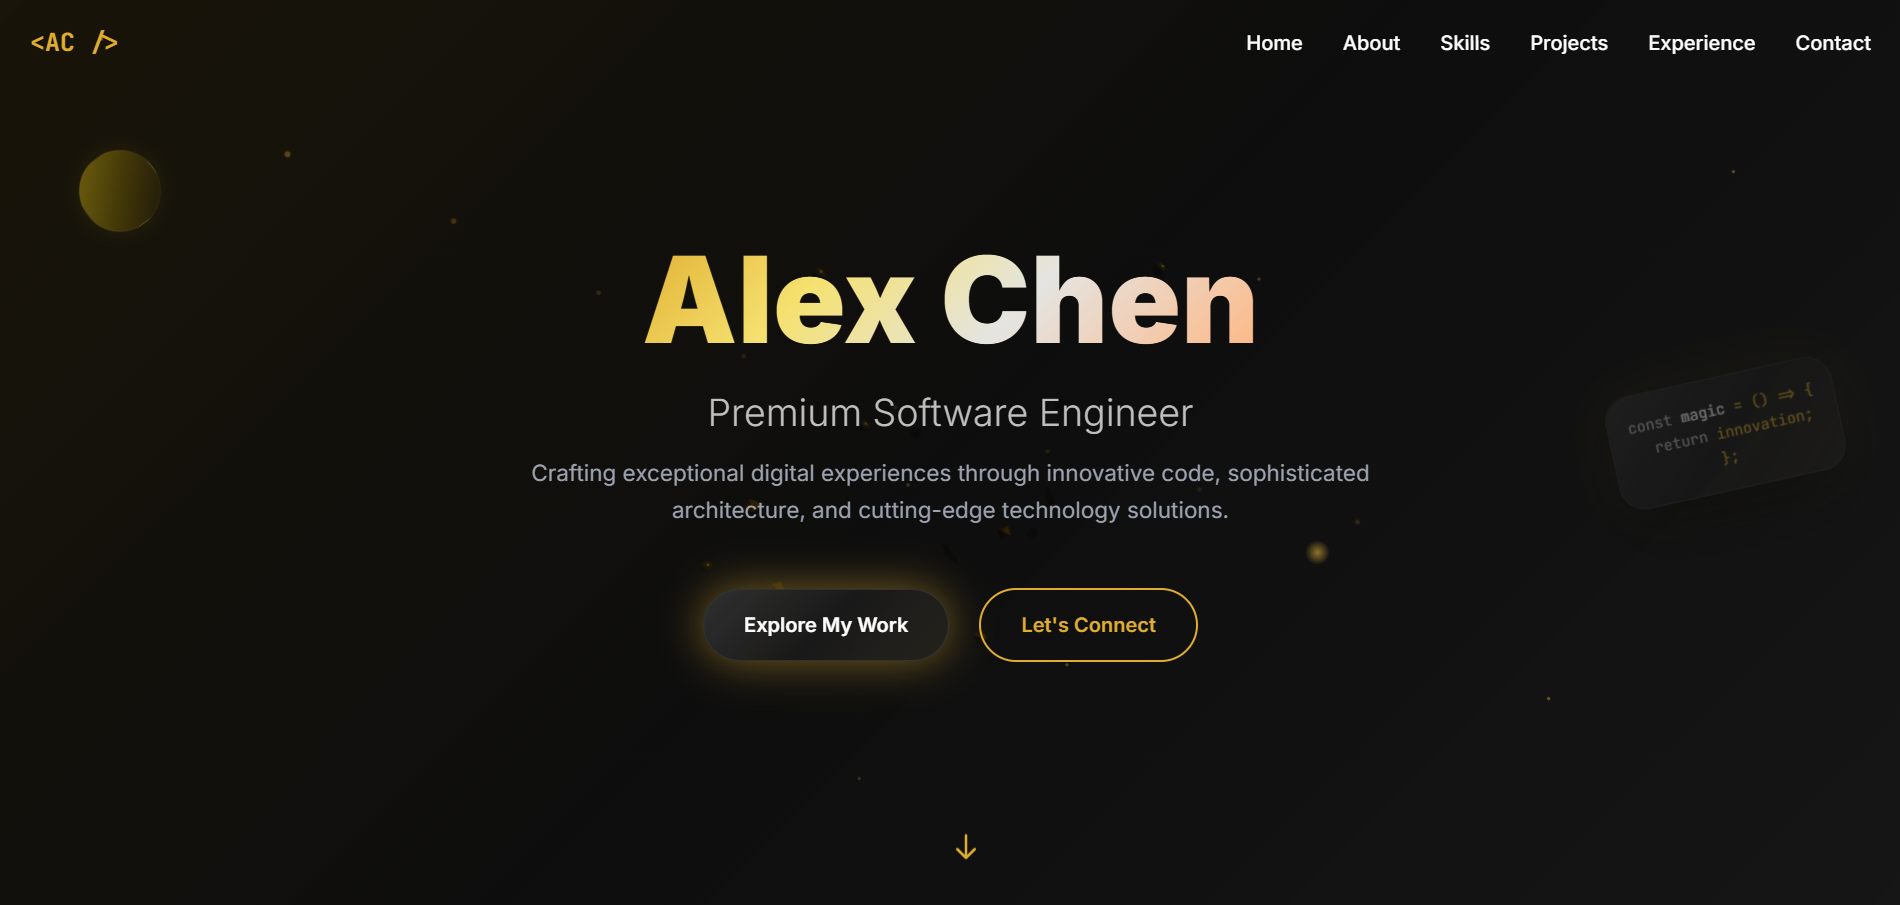 <AC />
Home About Skills Projects Experience Contact
Alex Chen
Premium Software Engineer
const magic = () => {
return innovation;
};
Crafting exceptional digital experiences through innovative code, sophisticated
architecture, and cutting-edge technology solutions.
Explore My Work
Let's Connect